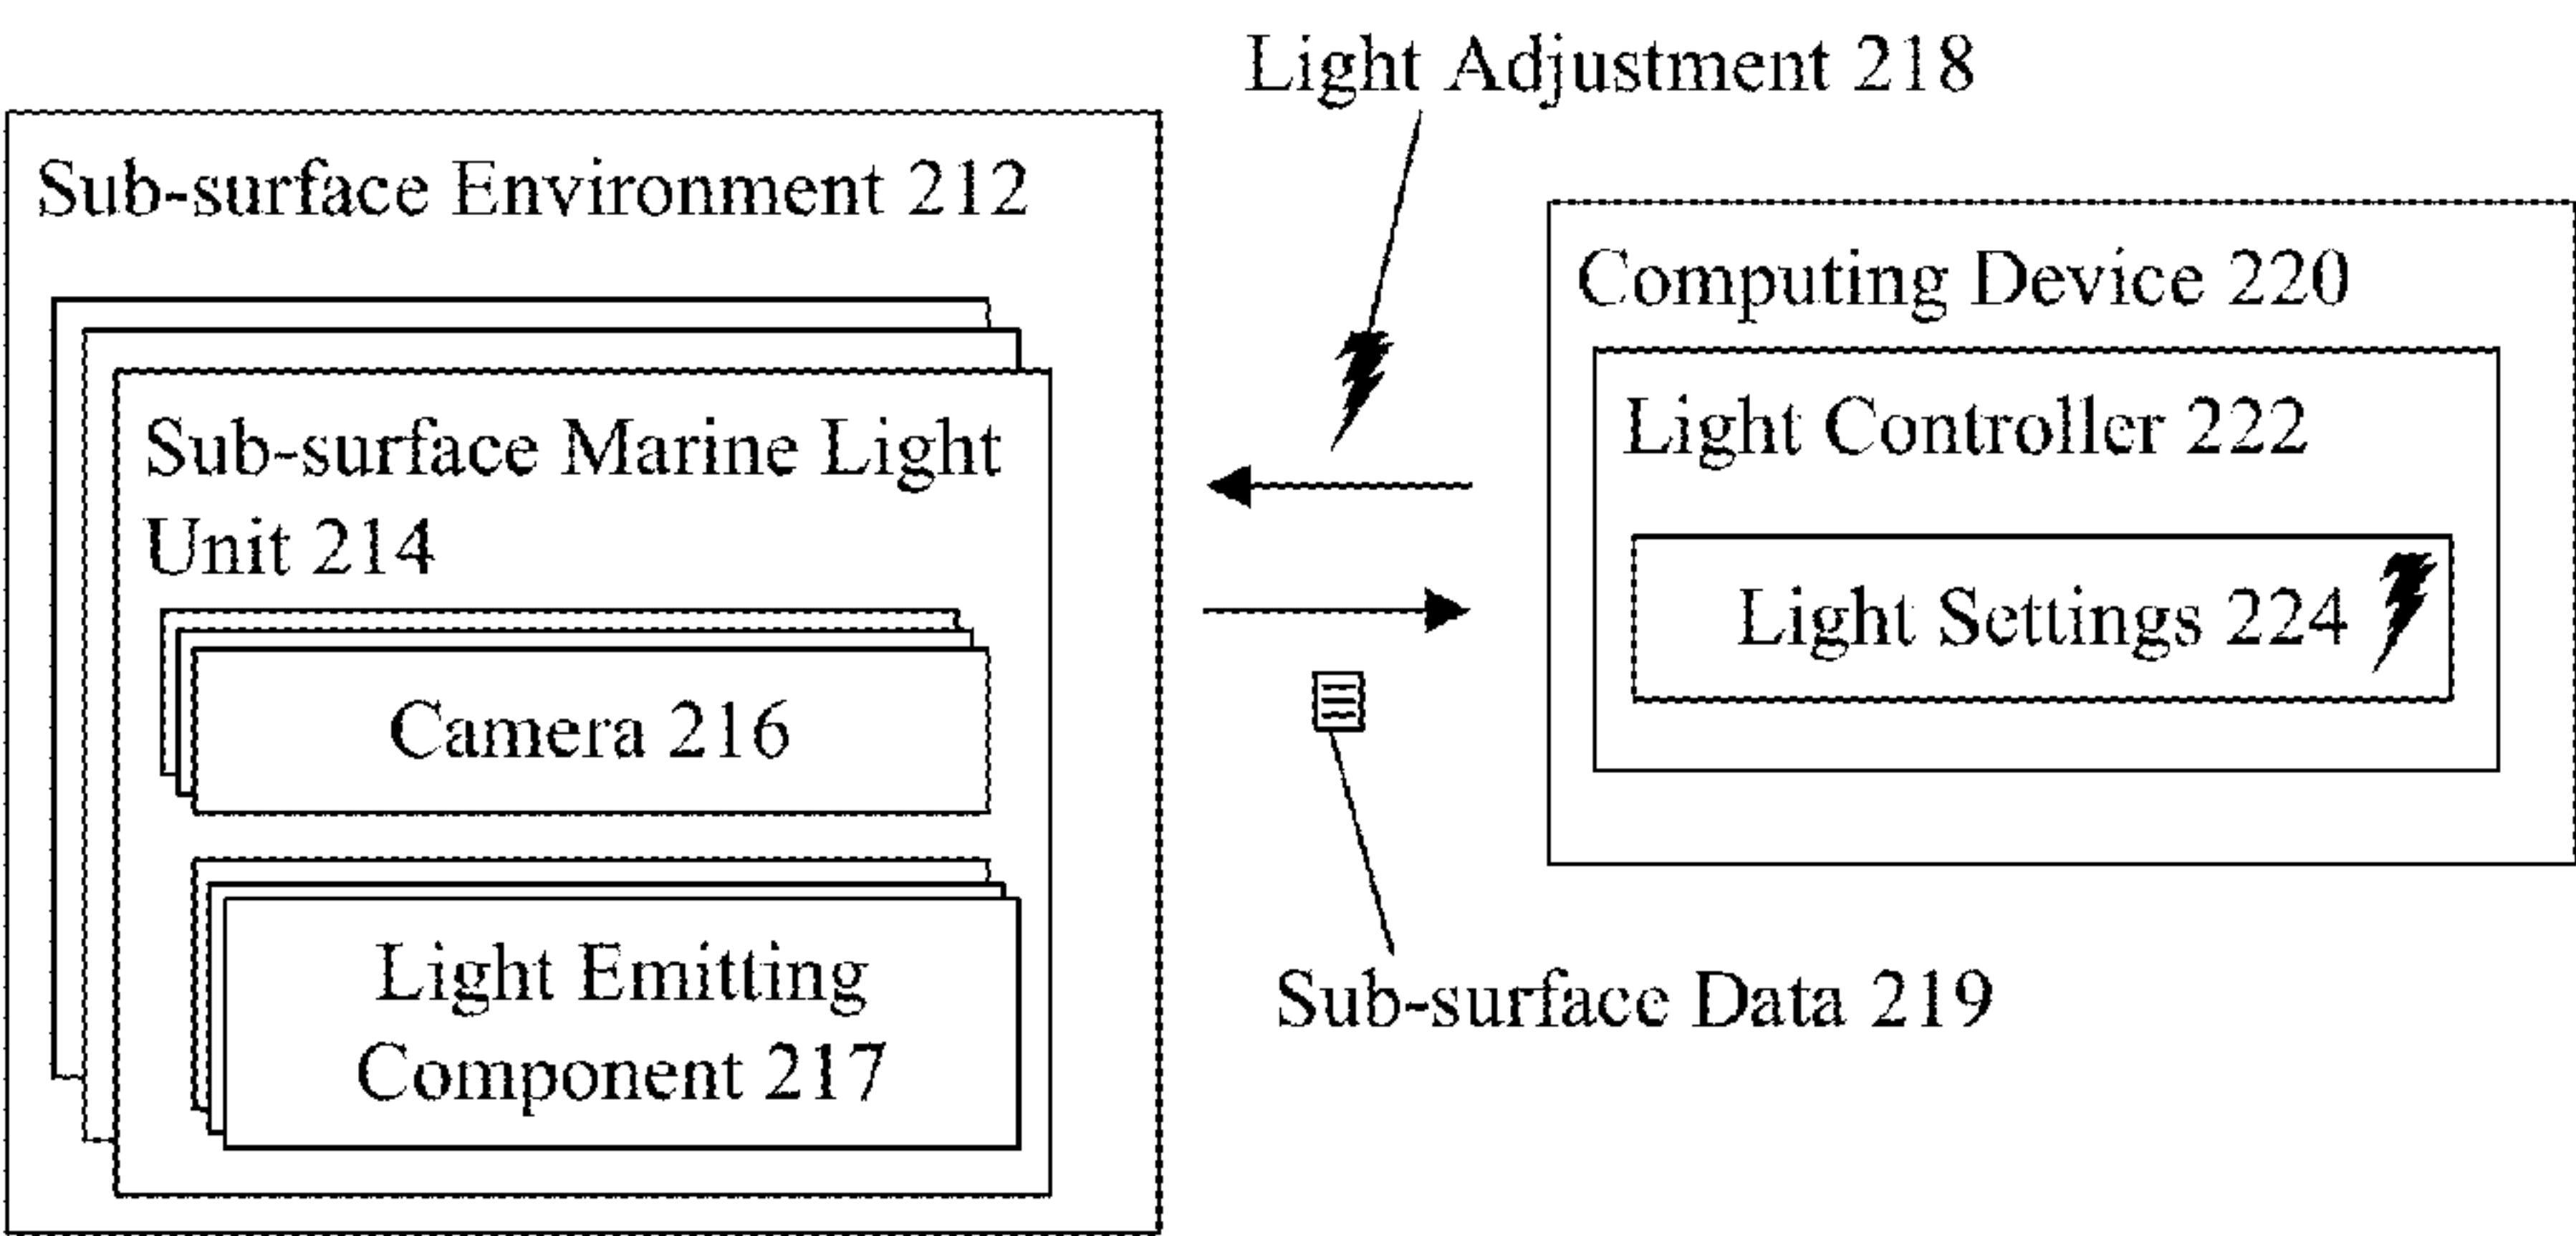 Light Adjustment 218
Sub-surface Environment 212
Sub-surface Marine Light
Unit 214
Camera 216
Light Emitting
Component 217
Sub-surface Data 219
Computing Device 220
Light Controller 222
Light Settings 224